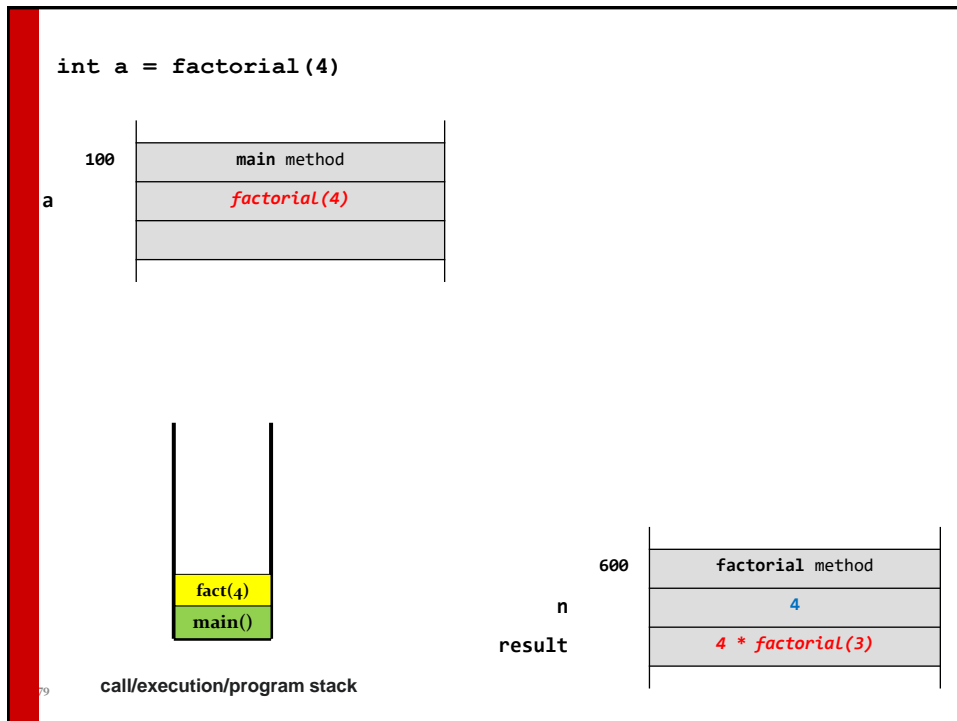 int a = factorial(4)
100 main method
a factorial(4)
fact(4)
main()
call/execution/program stack
600 factorial method
n 4
result 4 * factorial(3)
79